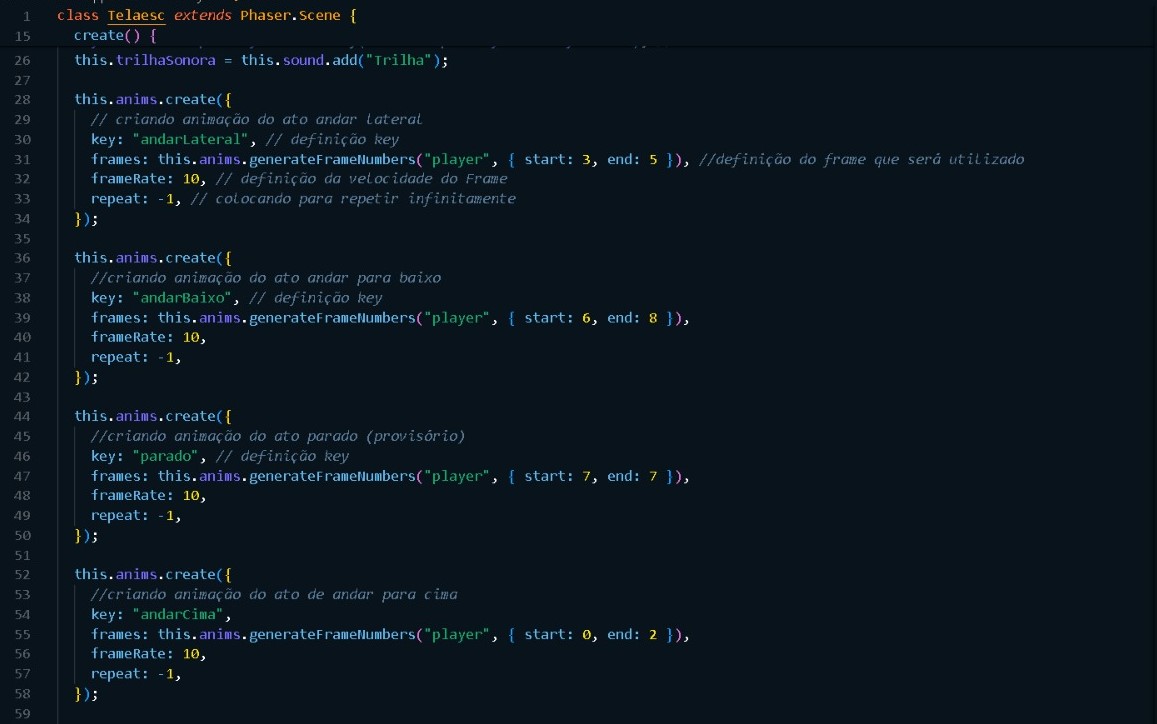 1 class Telaesc extends Phaser.Scene {
15 create() {
26 this.trilhaSonora = this.sound.add("Trilha");
27
28 this.anims.create({
29 // criando animação do ato andar lateral
30 key: "andarLateral", // definição key
31 frames: this.anims.generateFrameNumbers("player", { start: 3, end: 5 }), //definição do frame que será utilizado
32 frameRate: 10, // definição da velocidade do Frame
33 repeat: -1, // colocando para repetir infinitamente
34 });
35
36 this.anims.create({
37 //criando animação do ato andar para baixo
38 key: "andarBaixo", // definição key
39 frames: this.anims.generateFrameNumbers("player", { start: 6, end: 8 }),
40 frameRate: 10,
41 repeat: -1,
42 });
43
44 this.anims.create({
45 //criando animação do ato parado (provisório)
46 key: "parado", // definição key
47 frames: this.anims.generateFrameNumbers("player", { start: 7, end: 7 }),
48 frameRate: 10,
49 repeat: -1,
50 });
51
52 this.anims.create({
53 //criando animação do ato de andar para cima
54 key: "andarCima",
55 frames: this.anims.generateFrameNumbers("player", { start: 0, end: 2 }),
56 frameRate: 10,
57 repeat: -1,
58 });
59